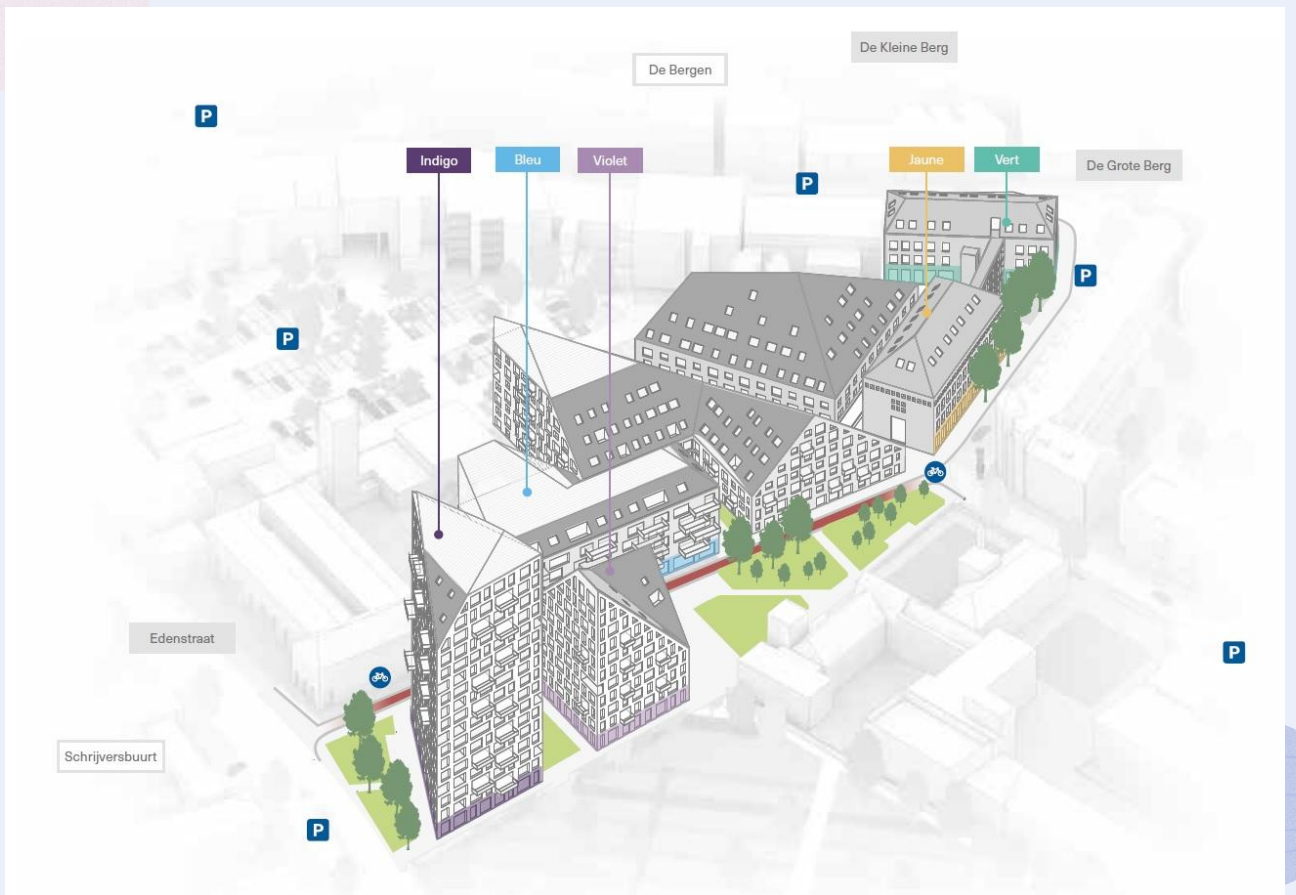 De Kleine Berg
De Bergen
P
Indigo
Bleu
Violet
Jaune
Vert
De Grote Berg
P
P
P
Edenstraat
P
Schrijversbuurt
P